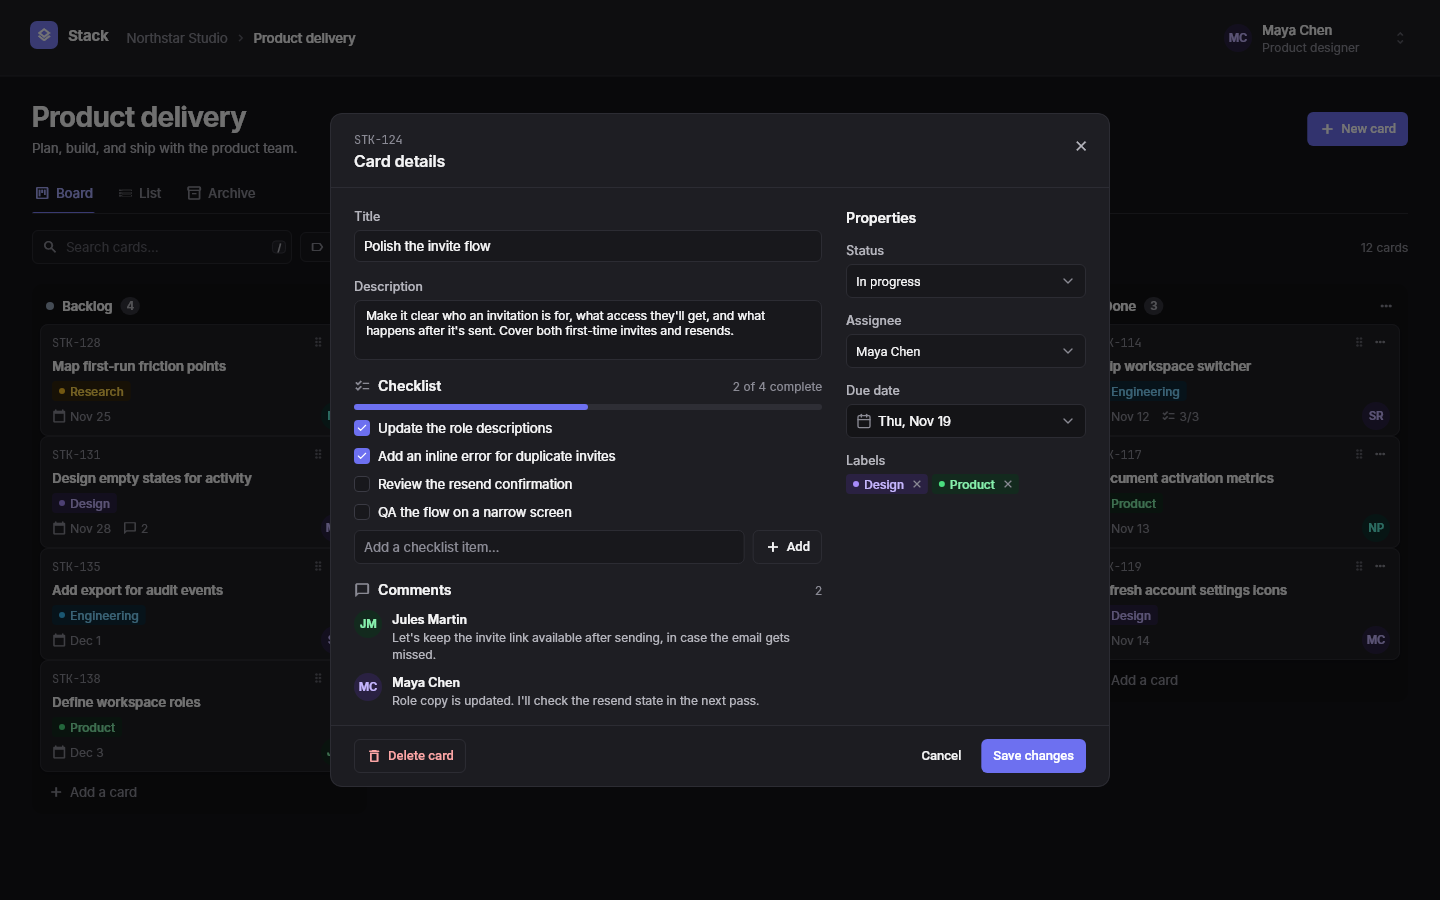 Stack Northstar Studio › Product delivery
MC Maya Chen
Product designer
Product delivery
Plan, build, and ship with the product team.
New card
Board List Archive
Search cards... /
12 cards
Backlog 4
STK-128
Map first-run friction points
Research
Nov 25
STK-131
Design empty states for activity
Design
Nov 28 2
STK-135
Add export for audit events
Engineering
Dec 1
STK-138
Define workspace roles
Product
Dec 3
Add a card
STK-124
Card details
Title
Polish the invite flow
Description
Make it clear who an invitation is for, what access they'll get, and what
happens after it's sent. Cover both first-time invites and resends.
Checklist 2 of 4 complete
Update the role descriptions
Add an inline error for duplicate invites
Review the resend confirmation
QA the flow on a narrow screen
Add a checklist item... Add
Comments 2
JM Jules Martin
Let's keep the invite link available after sending, in case the email gets
missed.
MC Maya Chen
Role copy is updated. I'll check the resend state in the next pass.
Properties
Status
In progress
Assignee
Maya Chen
Due date
Thu, Nov 19
Labels
Design Product
Delete card Cancel Save changes
Done 3
-114
workspace switcher
Engineering
Nov 12 3/3 SR
-117
activation metrics
Product
Nov 13 NP
-119
account settings icons
Design
Nov 14 MC
Add a card